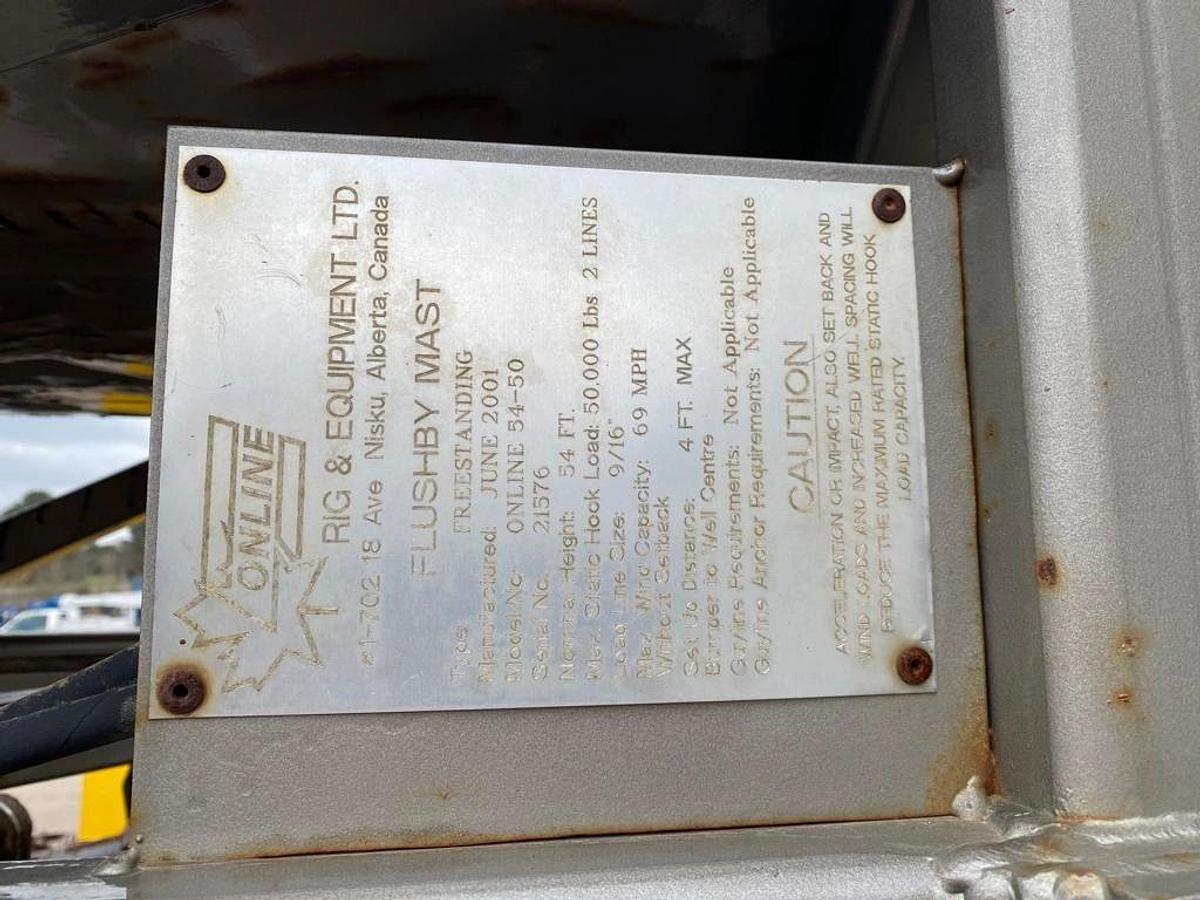 ONLINE
RIG & EQUIPMENT LTD.
#1-702 18 Ave Nisku, Alberta, Canada
FLUSHBY MAST
Type FREESTANDING
Manufactured: JUNE 2001
Model No. ONLINE 54-50
Serial No. 21576
Nominal Height: 54 FT.
Max. Static Hook Load: 50.000 Lbs 2 LINES
Load Line Size: 9/16"
Max. Wind Capacity: 69 MPH
Without Setback
Set Up Distance: 4 FT. MAX
Bumper to Well Centre
Guyline Requirements: Not Applicable
Guyline Anchor Requirements: Not Applicable
CAUTION
ACCELERATION OR IMPACT, ALSO SET BACK AND
WIND LOADS AND INCREASED WELL SPACING WILL
REDUCE THE MAXIMUM RATED STATIC HOOK
LOAD CAPACITY.